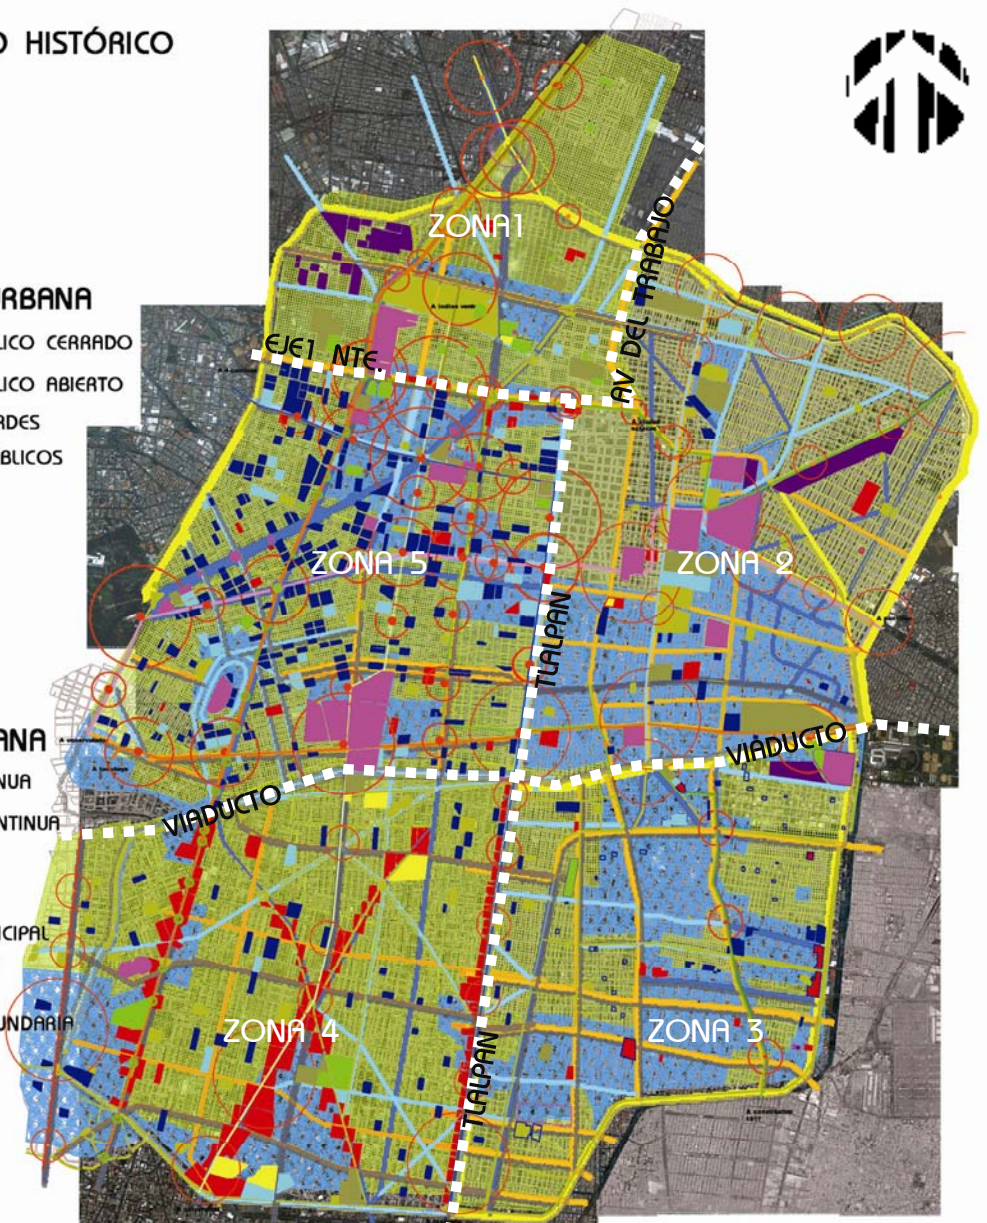 O HISTÓRICO
ZONA1
AV DEL TRABAJO
RBANA
LICO CERRADO
EJE1 NTE
LICO ABIERTO
RDES
BLICOS
ZONA 5
ZONA 2
TLALPAN
ANA
NUA
VIADUCTO
VIADUCTO
NTINUA
ICIPAL
UNDARIA
ZONA 4
ZONA 3
TLALPAN